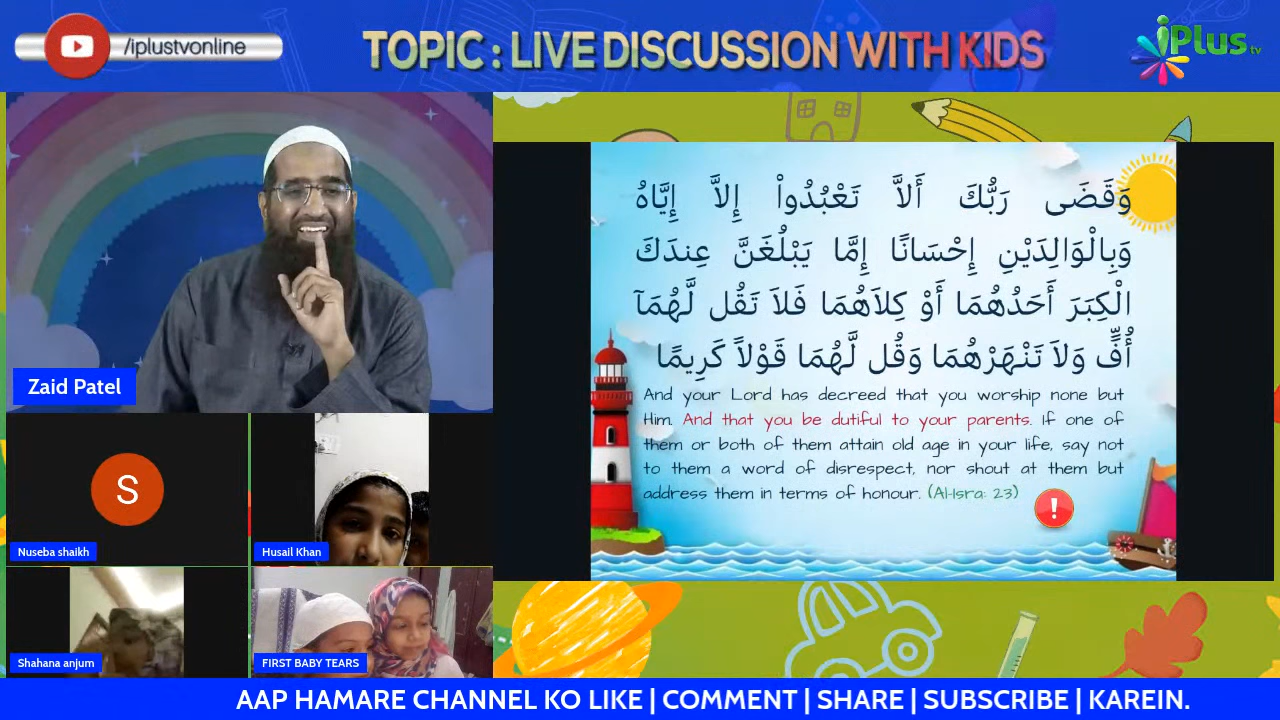 /iplustvonline
TOPIC : LIVE DISCUSSION WITH KIDS
iPlus tv
Zaid Patel
Nuseba shaikh
S
Husail Khan
Shahana anjum
FIRST BABY TEARS
وَقَضَى رَبُّكَ أَلاَّ تَعْبُدُواْ إِلاَّ إِيَّاهُ
وَبِالْوَالِدَيْنِ إِحْسَانًا إِمَّا يَبْلُغَنَّ عِندَكَ
الْكِبَرَ أَحَدُهُمَا أَوْ كِلاَهُمَا فَلاَ تَقُل لَّهُمَآ
أُفٍّ وَلاَ تَنْهَرْهُمَا وَقُل لَّهُمَا قَوْلاً كَرِيمًا
And your Lord has decreed that you worship none but
Him. And that you be dutiful to your parents. If one of
them or both of them attain old age in your life, say not
to them a word of disrespect, nor shout at them but
address them in terms of honour. (Al-Isra: 23)
!
AAP HAMARE CHANNEL KO LIKE | COMMENT | SHARE | SUBSCRIBE | KAREIN.